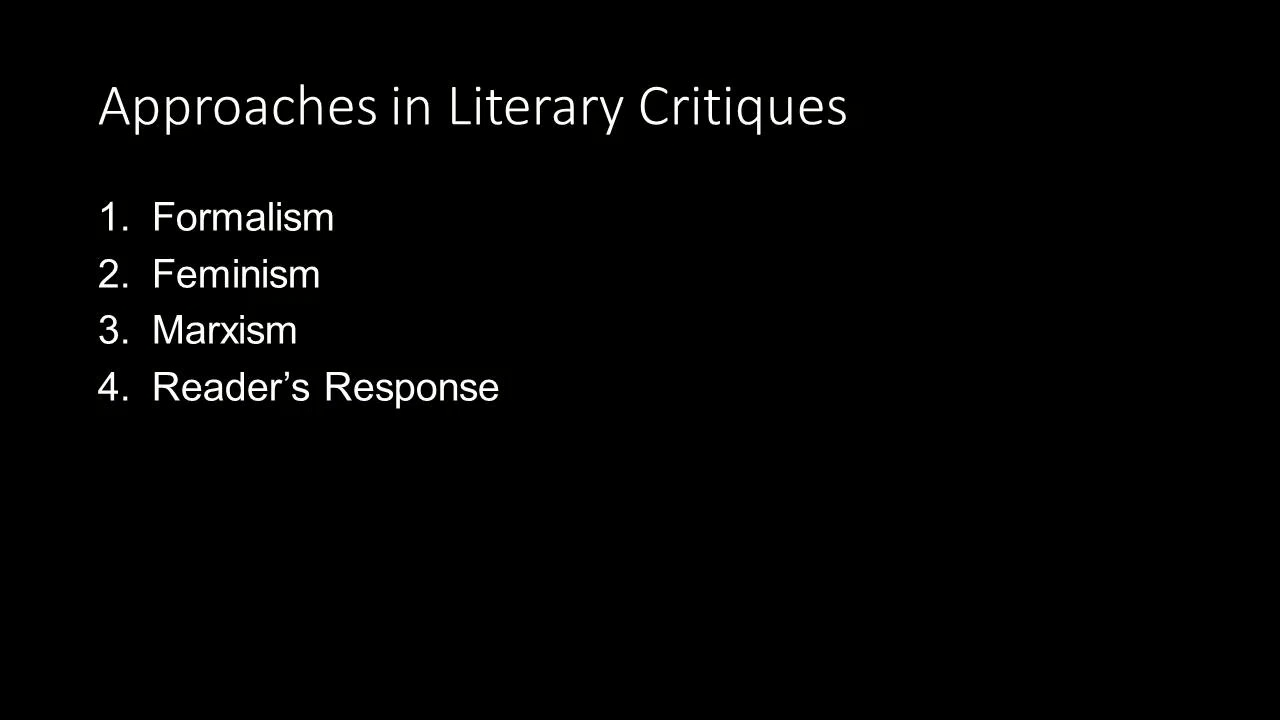 Approaches in Literary Critiques
1. Formalism
2. Feminism
3. Marxism
4. Reader’s Response